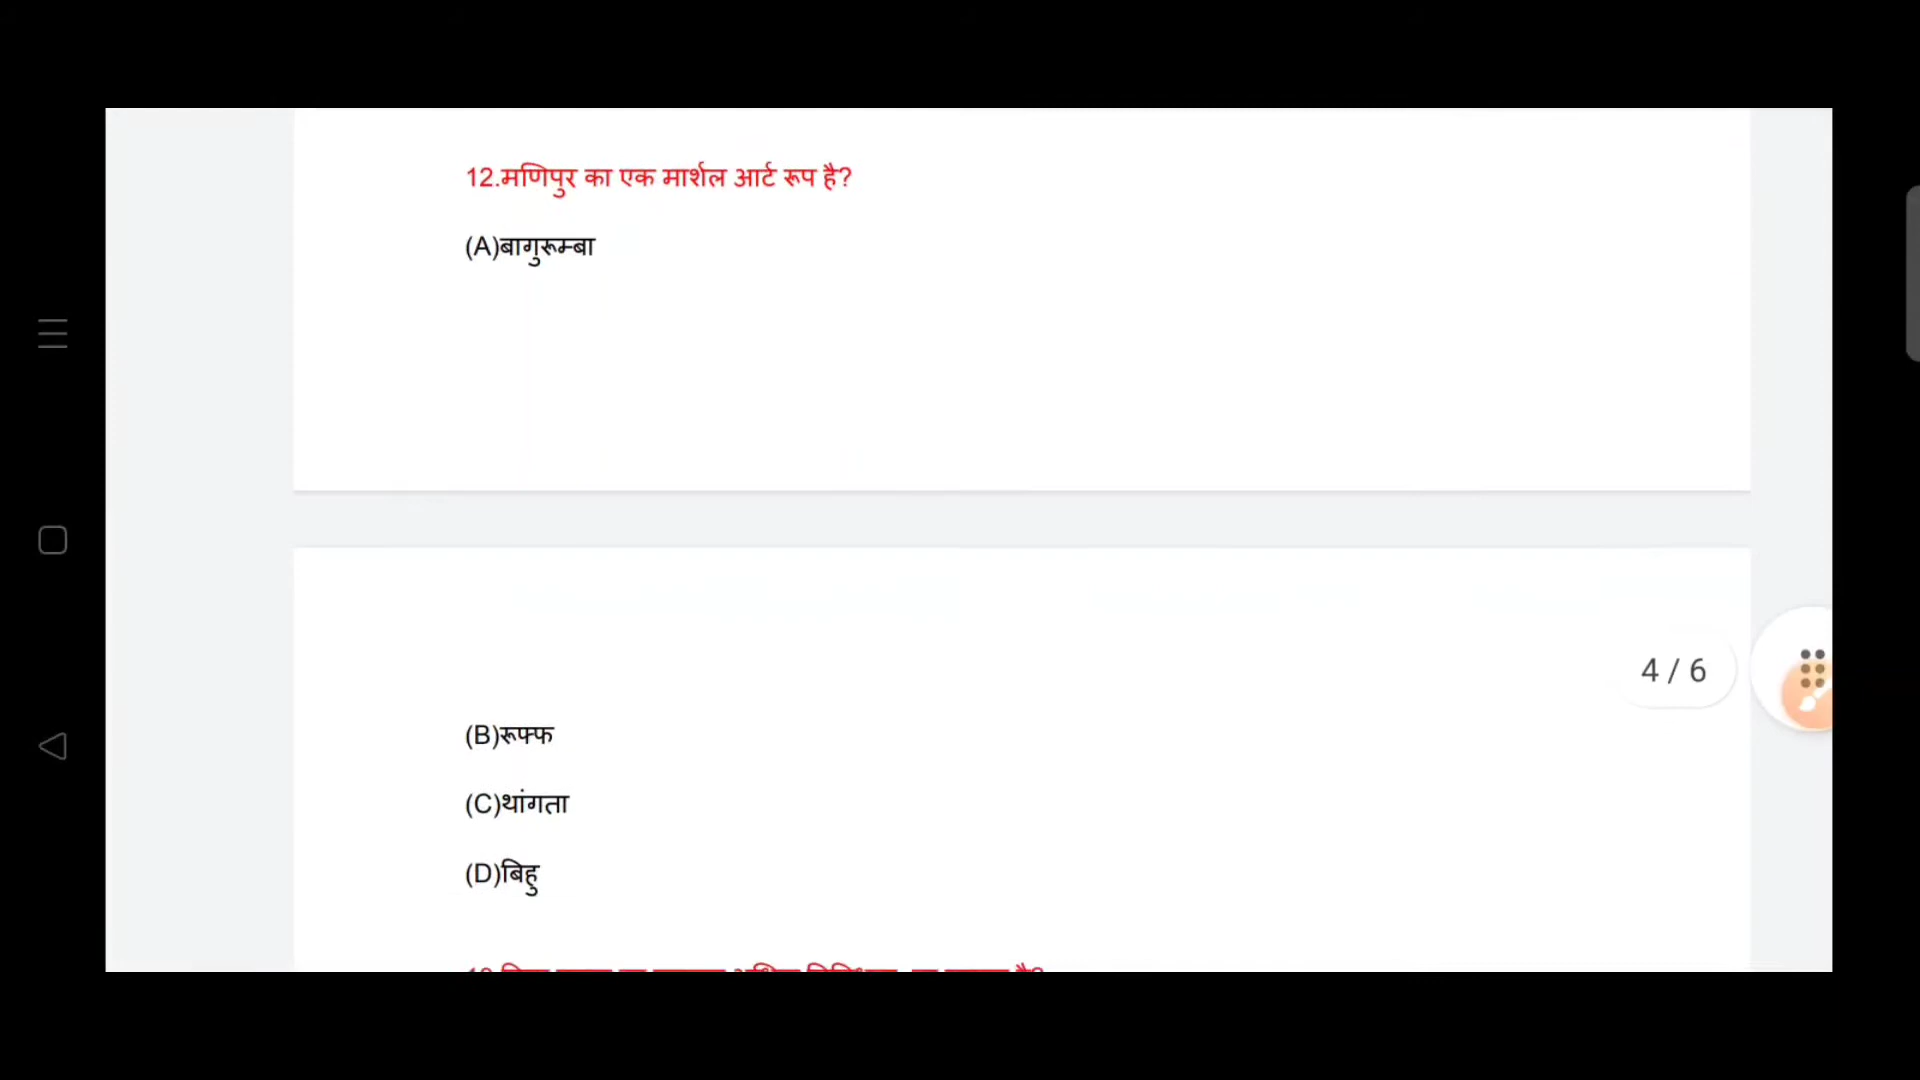 12.मणिपुर का एक मार्शल आर्ट रूप है?
(A)बागुरूम्बा
4 / 6
(B)रूफ्फ
(C)थांगता
(D)बिहु